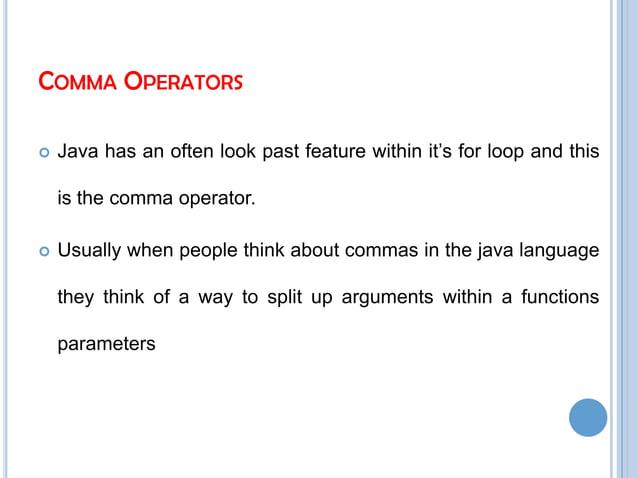 Comma Operators
Java has an often look past feature within it’s for loop and this
is the comma operator.
Usually when people think about commas in the java language
they think of a way to split up arguments within a functions
parameters